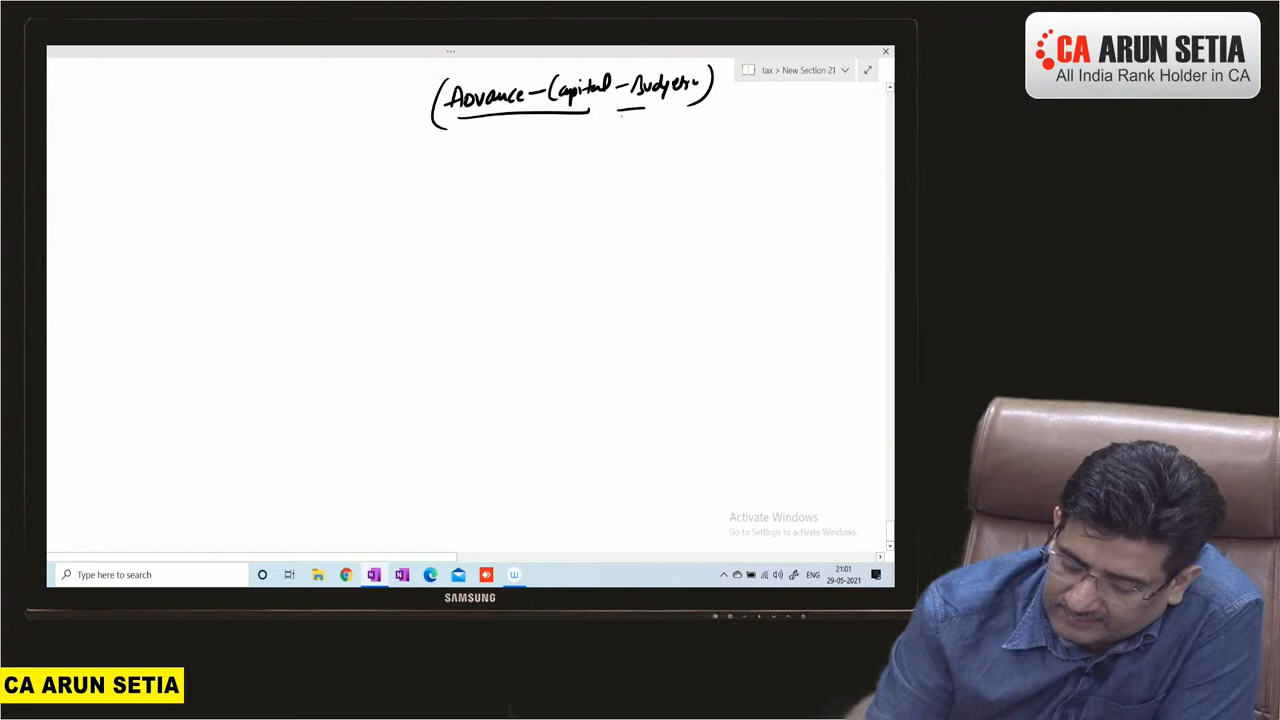 CA ARUN SETIA
All India Rank Holder in CA
tax > New Section 21
(Advance - Capital -
Activate Windows
Go to Settings to activate Windows.
Type here to search
ENG
21:01
29-05-2021
SAMSUNG
CA ARUN SETIA